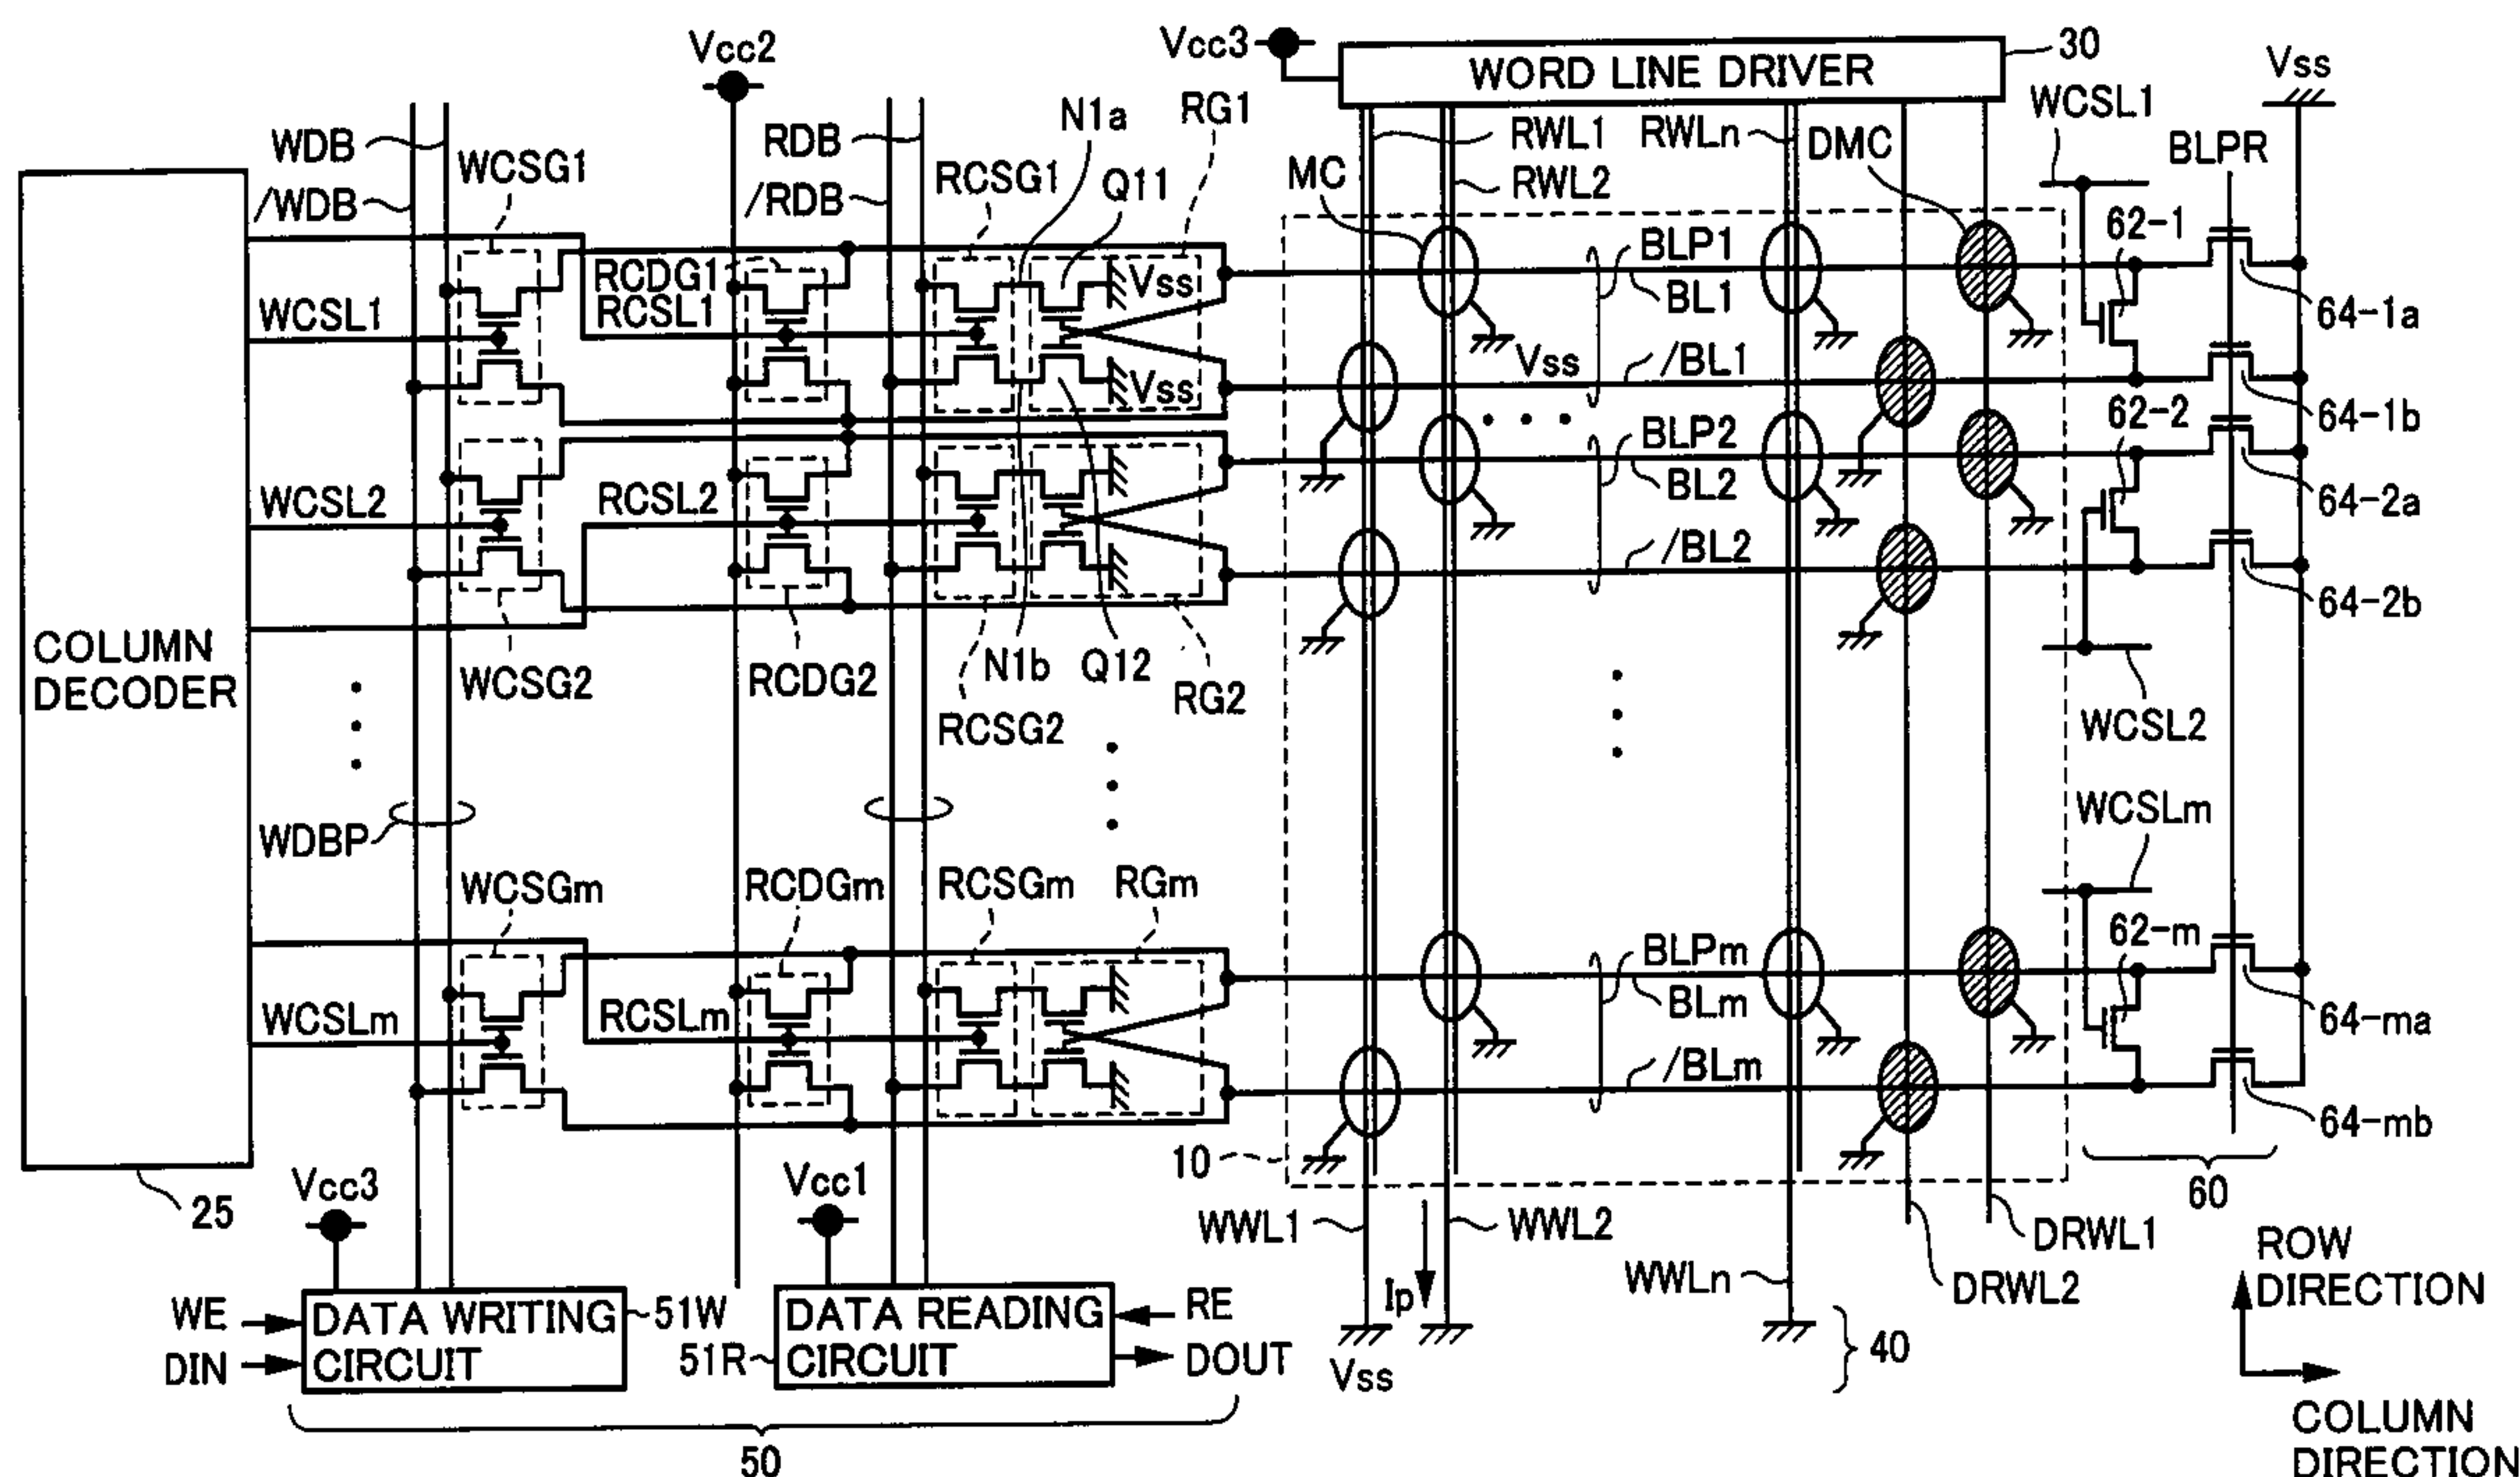 Vcc2
Vcc3
WORD LINE DRIVER
30
Vss
WDB
/WDB
WCSG1
RDB
/RDB
RCSG1
N1a
RG1
Q11
RWL1
RWL2
RWLn
MC
DMC
WCSL1
BLPR
62-1
RCDG1
RCSL1
Vss
Vss
WCSL1
BLP1
BL1
Vss
/BL1
64-1a
62-2
64-1b
BLP2
BL2
WCSL2
RCSL2
/BL2
64-2a
64-2b
COLUMN
DECODER
WCSG2
RCDG2
N1b
Q12
RG2
RCSG2
WCSL2
WDBP
WCSLm
WCSGm
RCDGm
RCSGm
RGm
62-m
BLPm
BLm
WCSLm
RCSLm
/BLm
64-ma
64-mb
10
60
25
Vcc3
Vcc1
WWL1
WWL2
Ip
WWLn
DRWL1
DRWL2
ROW
DIRECTION
WE
DIN
DATA WRITING
CIRCUIT
51W
51R
DATA READING
CIRCUIT
RE
DOUT
Vss
40
COLUMN
DIRECTION
50